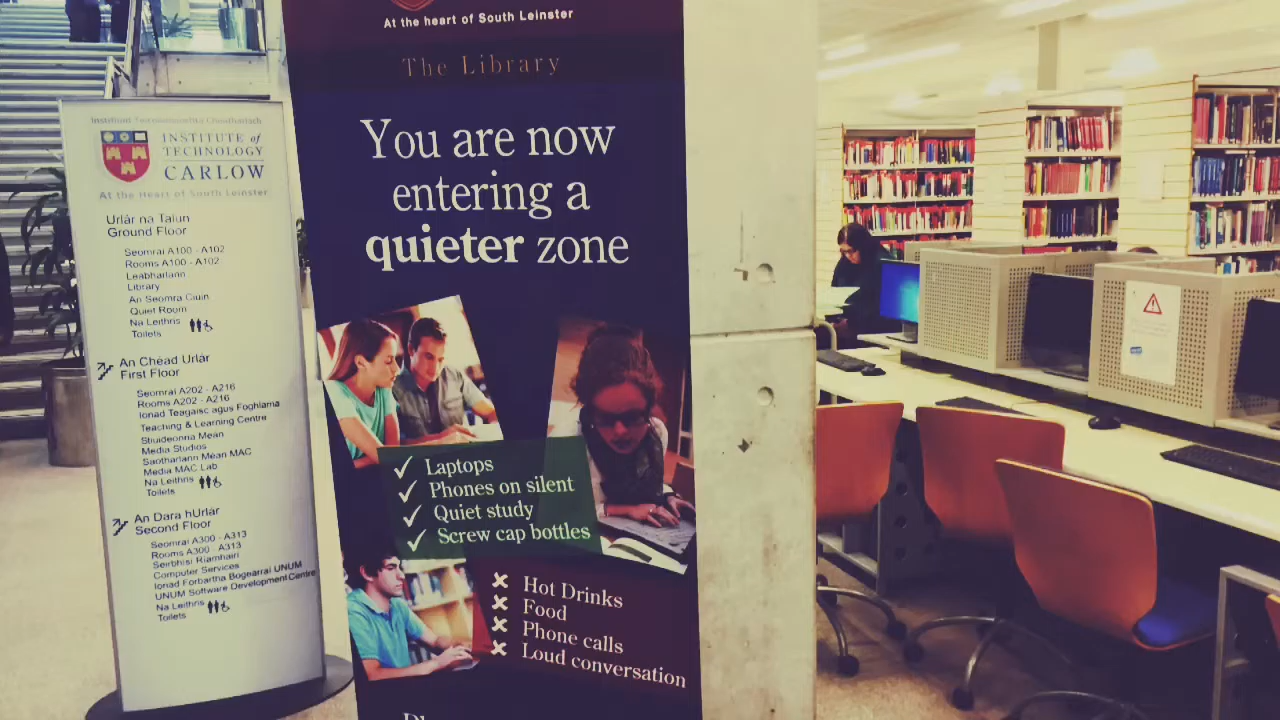 Institiúid Teicneolaíochta Cheatharlach
INSTITUTE of
TECHNOLOGY
CARLOW
At the Heart of South Leinster
Urlár na Talun
Ground Floor
Seomraí A100 - A102
Rooms A100 - A102
Leabharlann
Library
An Seomra Ciúin
Quiet Room
Na Leithris
Toilets
An Chéad Urlár
First Floor
Seomraí A202 - A216
Rooms A202 - A216
Ionad Teagaisc agus Foghlama
Teaching & Learning Centre
Stuideonna Mean
Media Studios
Saotharlann Mean MAC
Media MAC Lab
Na Leithris
Toilets
An Dara hUrlár
Second Floor
Seomraí A300 - A313
Rooms A300 - A313
Seirbhísí Ríamhairí
Computer Services
Ionad Forbartha Bogearraí UNUM
UNUM Software Development Centre
Na Leithris
Toilets
At the heart of South Leinster
The Library
You are now
entering a
quieter zone
✓ Laptops
✓ Phones on silent
✓ Quiet study
✓ Screw cap bottles
✖ Hot Drinks
✖ Food
✖ Phone calls
✖ Loud conversation